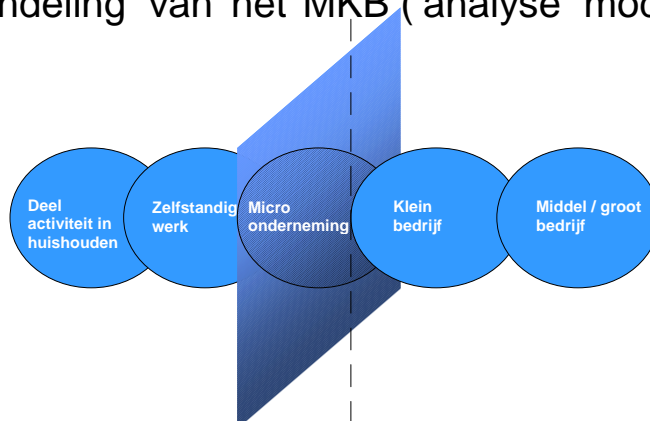 ndeling van het MKB ( analyse mod
Deel
activiteit in
huishouden
Zelfstandig
werk
Micro
onderneming
Klein
bedrijf
Middel / groot
bedrijf